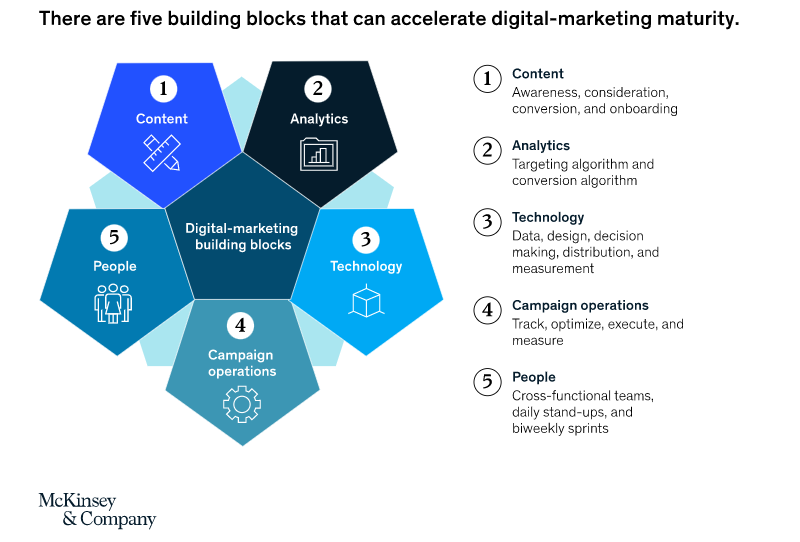 There are five building blocks that can accelerate digital-marketing maturity.
1
Content
2
Analytics
Digital-marketing
building blocks
3
Technology
4
Campaign
operations
5
People
1
Content
Awareness, consideration,
conversion, and onboarding
2
Analytics
Targeting algorithm and
conversion algorithm
3
Technology
Data, design, decision
making, distribution, and
measurement
4
Campaign operations
Track, optimize, execute, and
measure
5
People
Cross-functional teams,
daily stand-ups, and
biweekly sprints
McKinsey
& Company